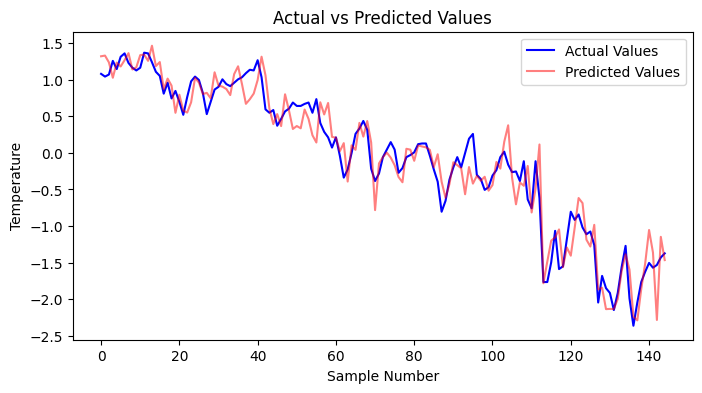 Actual vs Predicted Values
Actual Values
Predicted Values
1.5
1.0
0.5
0.0
−0.5
−1.0
−1.5
−2.0
−2.5
Temperature
0 20 40 60 80 100 120 140
Sample Number